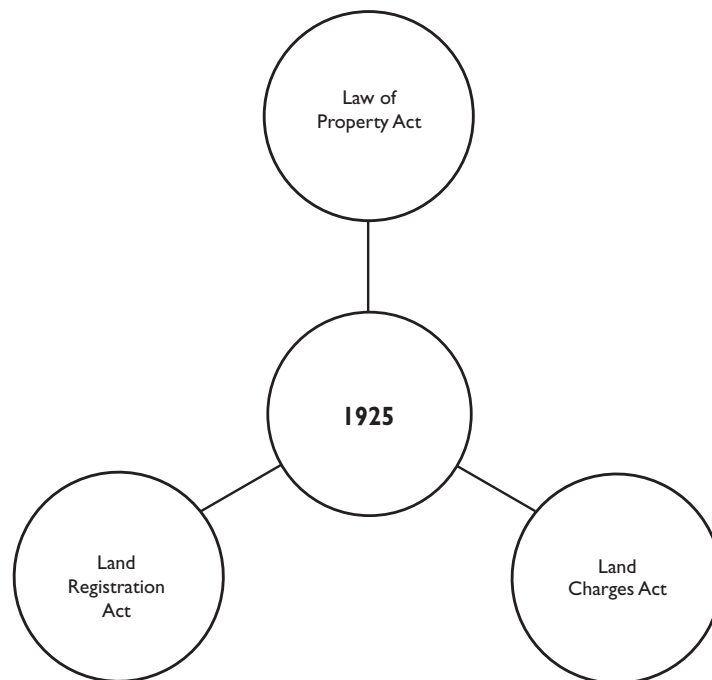 Law of
Property Act
1925
Land
Registration
Act
Land
Charges Act